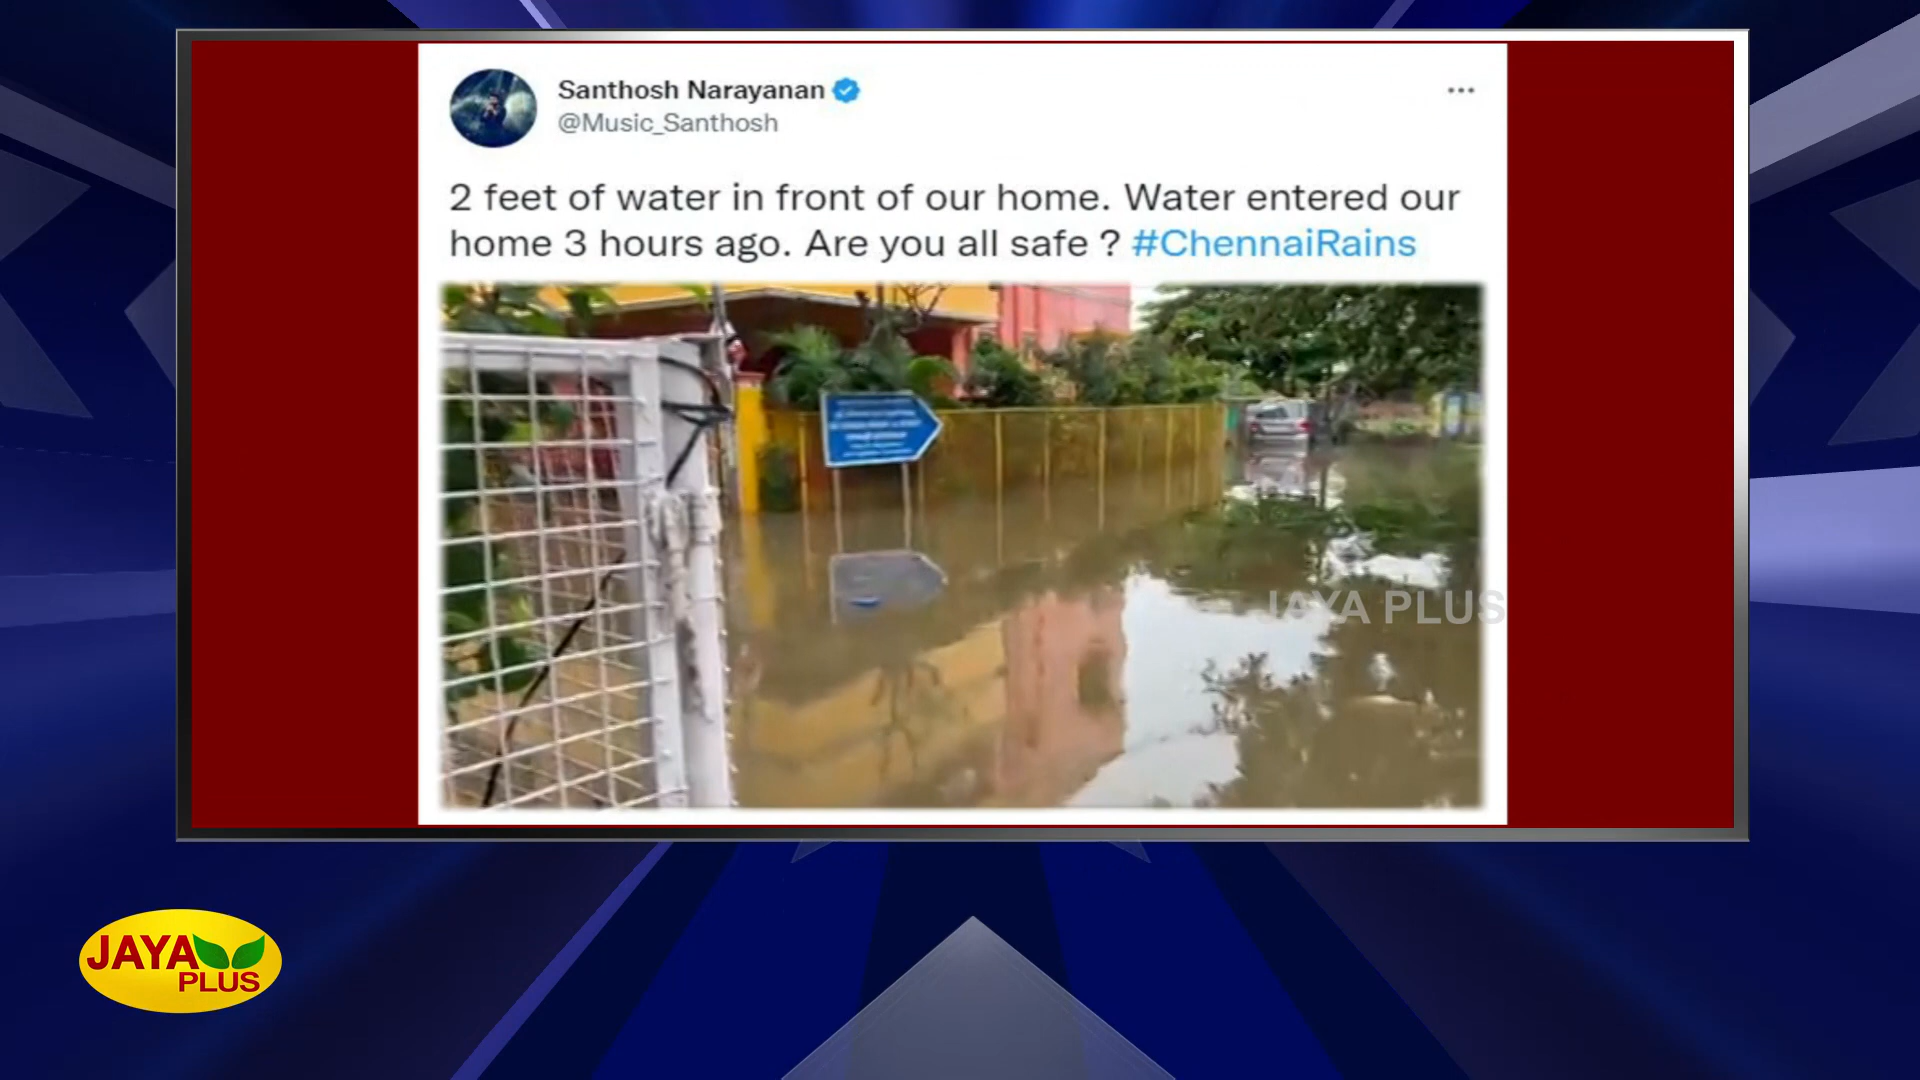 Santhosh Narayanan
@Music_Santhosh
2 feet of water in front of our home. Water entered our
home 3 hours ago. Are you all safe ? #ChennaiRains
JAYA PLUS
JAYA
PLUS